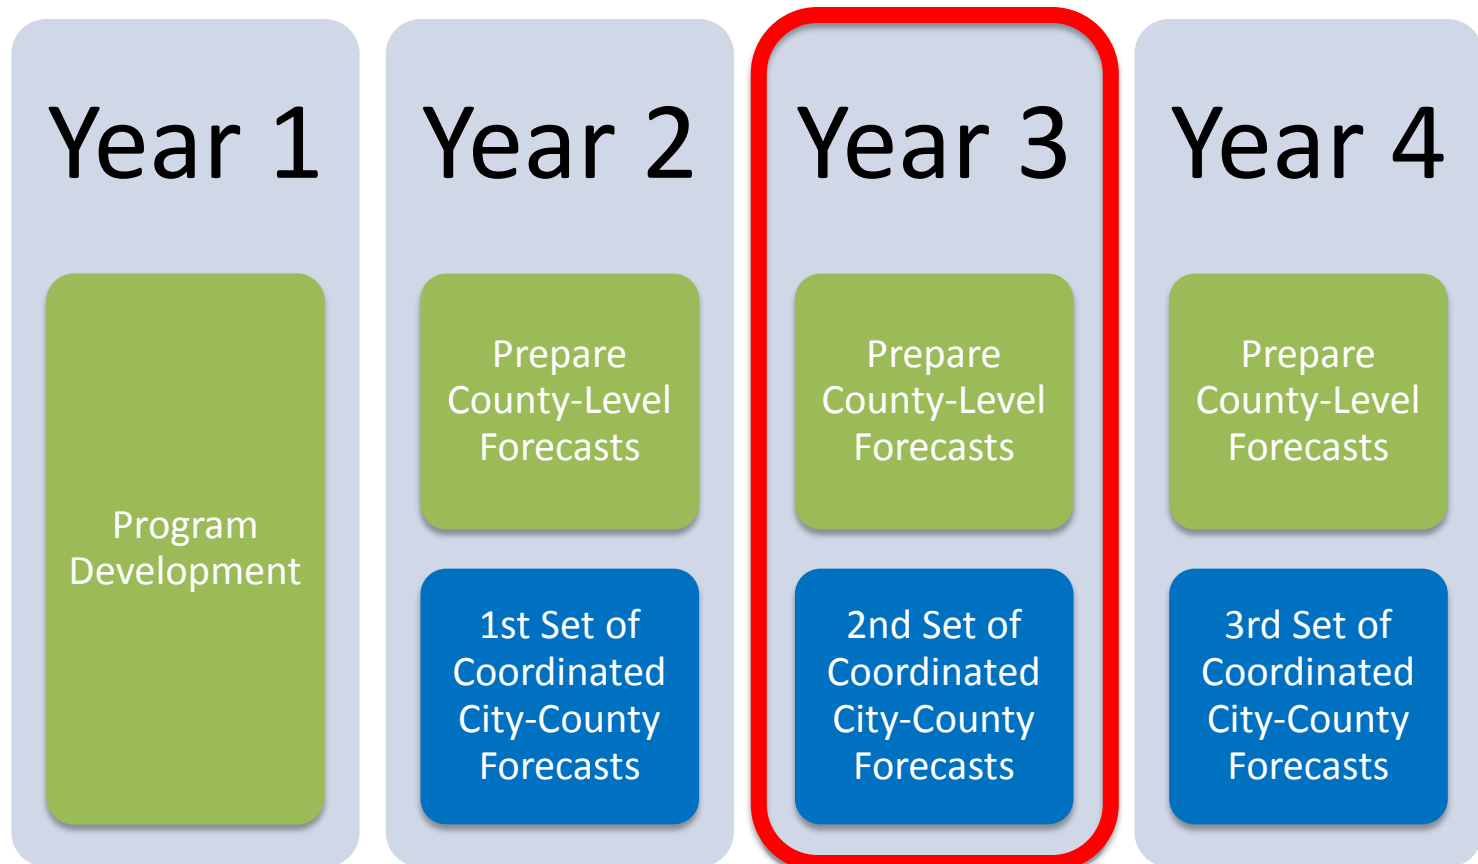 Year 1
Program
Development
Year 2
Prepare
County-Level
Forecasts
1st Set of
Coordinated
City-County
Forecasts
Year 3
Prepare
County-Level
Forecasts
2nd Set of
Coordinated
City-County
Forecasts
Year 4
Prepare
County-Level
Forecasts
3rd Set of
Coordinated
City-County
Forecasts